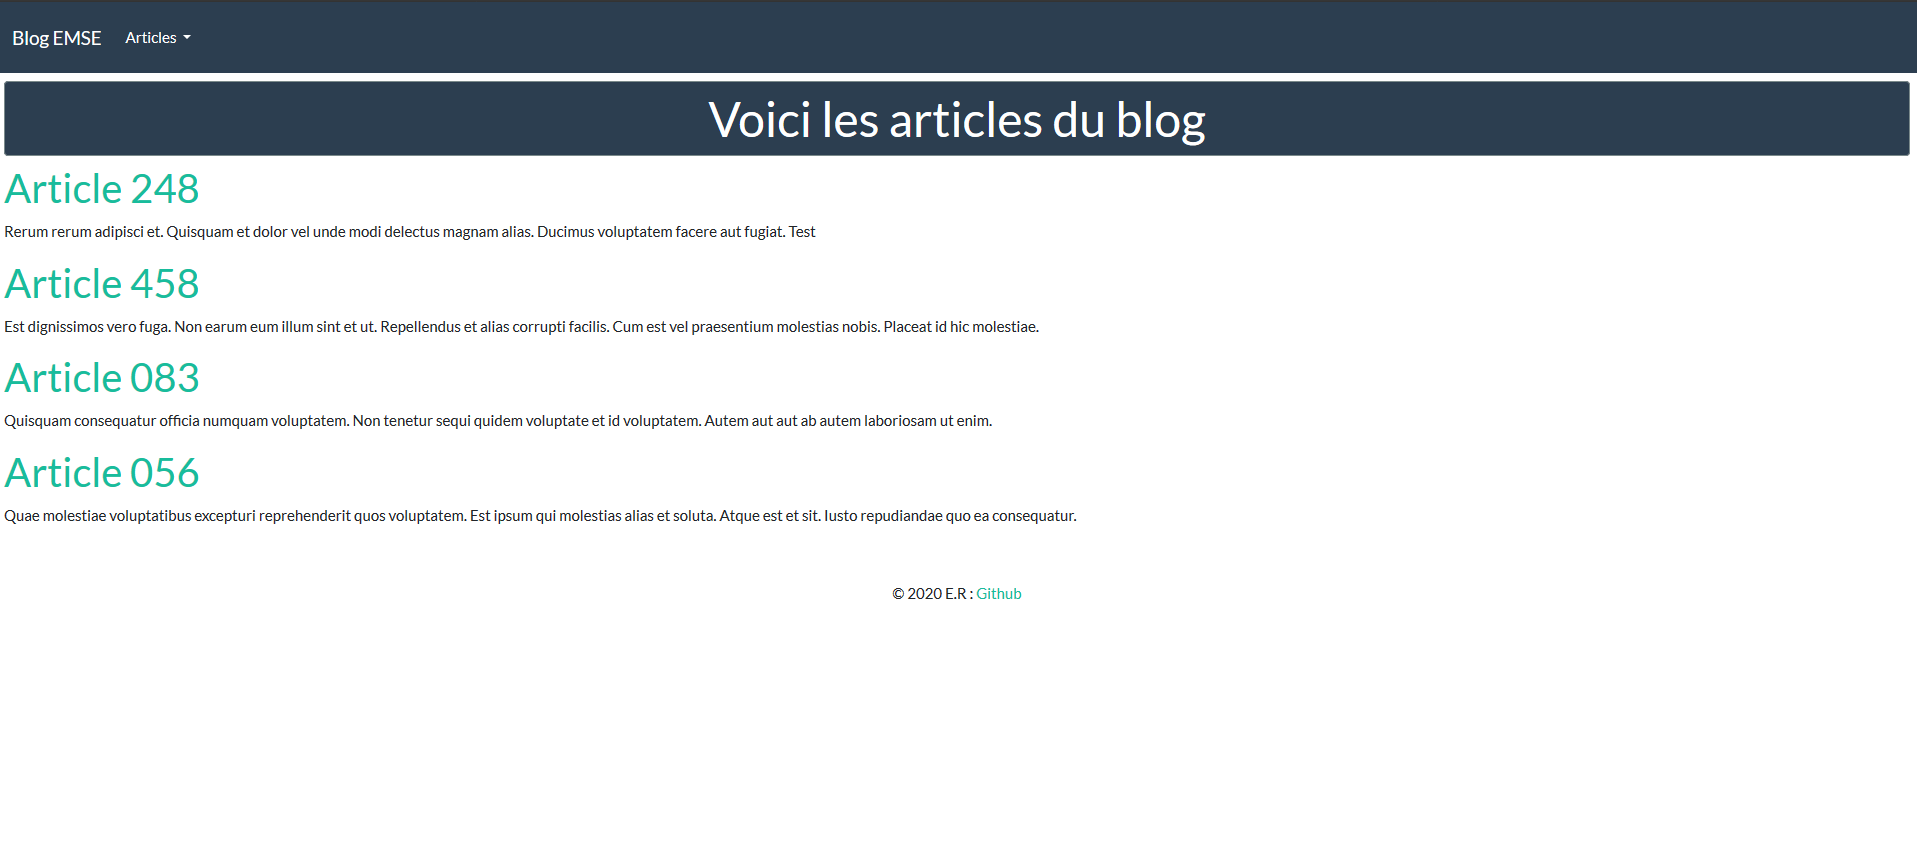 Blog EMSE Articles
Voici les articles du blog
Article 248
Rerum rerum adipisci et. Quisquam et dolor vel unde modi delectus magnam alias. Ducimus voluptatem facere aut fugiat. Test
Article 458
Est dignissimos vero fuga. Non earum eum illum sint et ut. Repellendus et alias corrupti facilis. Cum est vel praesentium molestias nobis. Placeat id hic molestiae.
Article 083
Quisquam consequatur officia numquam voluptatem. Non tenetur sequi quidem voluptate et id voluptatem. Autem aut aut ab autem laboriosam ut enim.
Article 056
Quae molestiae voluptatibus excepturi reprehenderit quos voluptatem. Est ipsum qui molestias alias et soluta. Atque est et sit. Iusto repudiandae quo ea consequatur.
© 2020 E.R : Github